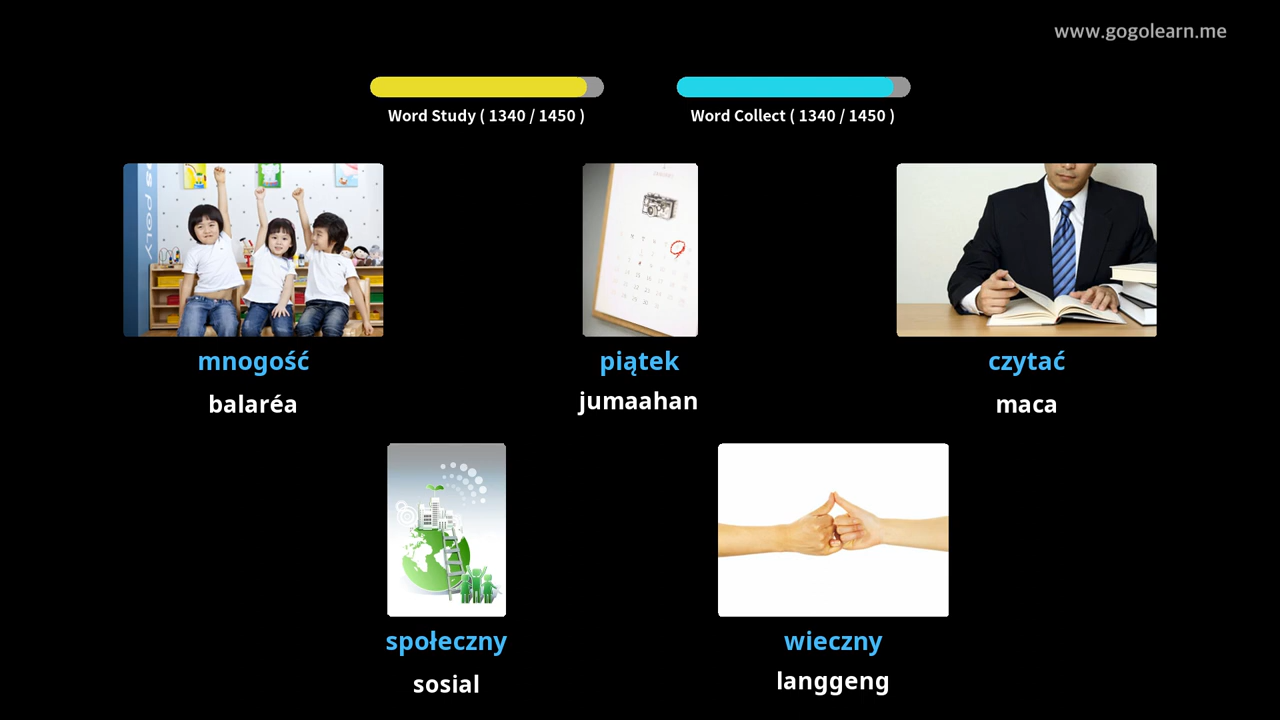 www.gogolearn.me
Word Study ( 1340 / 1450 )
Word Collect ( 1340 / 1450 )
mnogość
piątek
czytać
balaréa
jumaahan
maca
społeczny
wieczny
sosial
langgeng